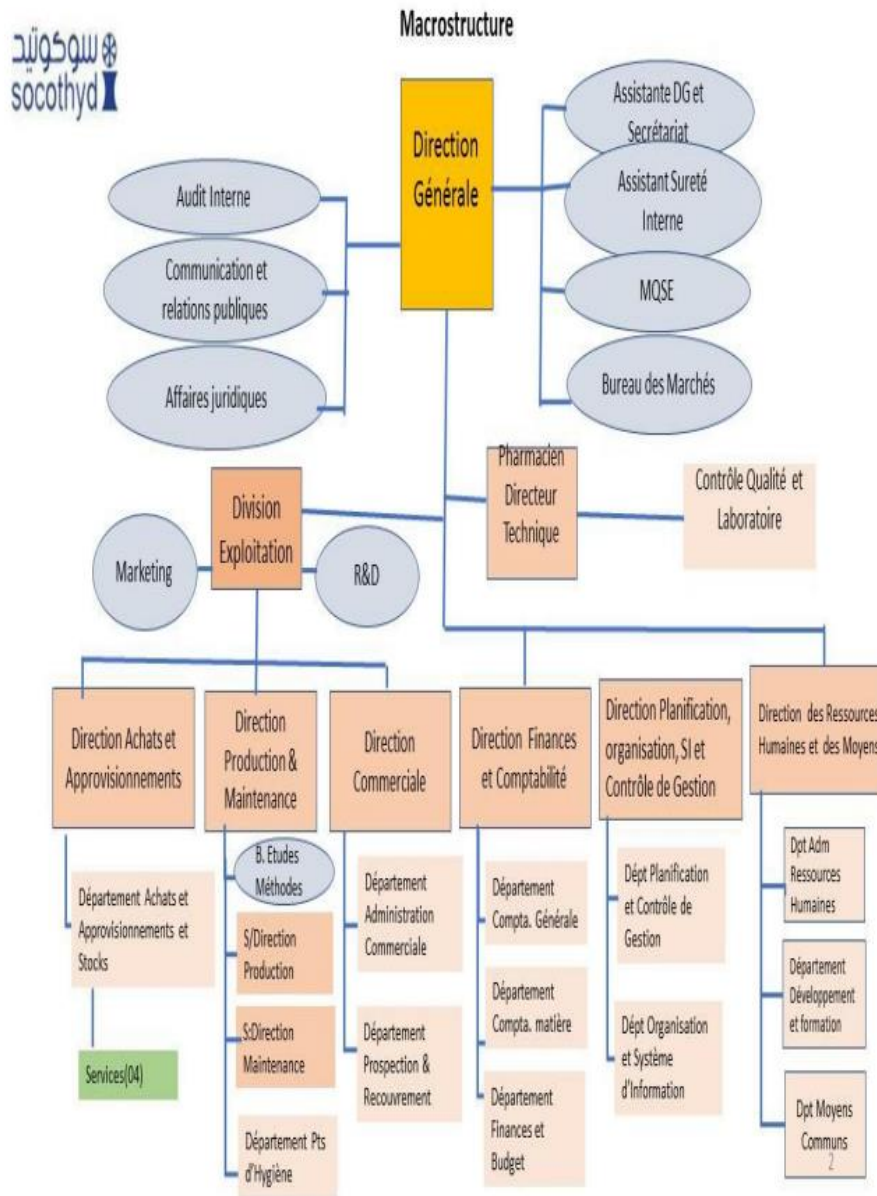 Macrostructure
سوكوتيد
socothyd
Direction
Générale
Assistante DG et
Secrétariat
Assistant Sureté
Interne
MQSE
Bureau des Marchés
Audit Interne
Communication et
relations publiques
Affaires juridiques
Pharmacien
Directeur
Technique
Contrôle Qualité et
Laboratoire
Division
Exploitation
Marketing
R&D
Direction Achats et
Approvisionnements
Direction
Production &
Maintenance
Direction
Commerciale
Direction Finances
et Comptabilité
Direction Planification,
organisation, SI et
Contrôle de Gestion
Direction des Ressources
Humaines et des Moyens
Département Achats et
Approvisionnements et
Stocks
Services(04)
B. Etudes
Méthodes
S/Direction
Production
S:Direction
Maintenance
Département Pts
d'Hygiène
Département
Administration
Commerciale
Département
Prospection &
Recouvrement
Département
Compta. Générale
Département
Compta. matière
Département
Finances et
Budget
Dépt Planification
et Contrôle de
Gestion
Dépt Organisation
et Système
d'Information
Dpt Adm
Ressources
Humaines
Département
Développement
et formation
Dpt Moyens
Communs
2